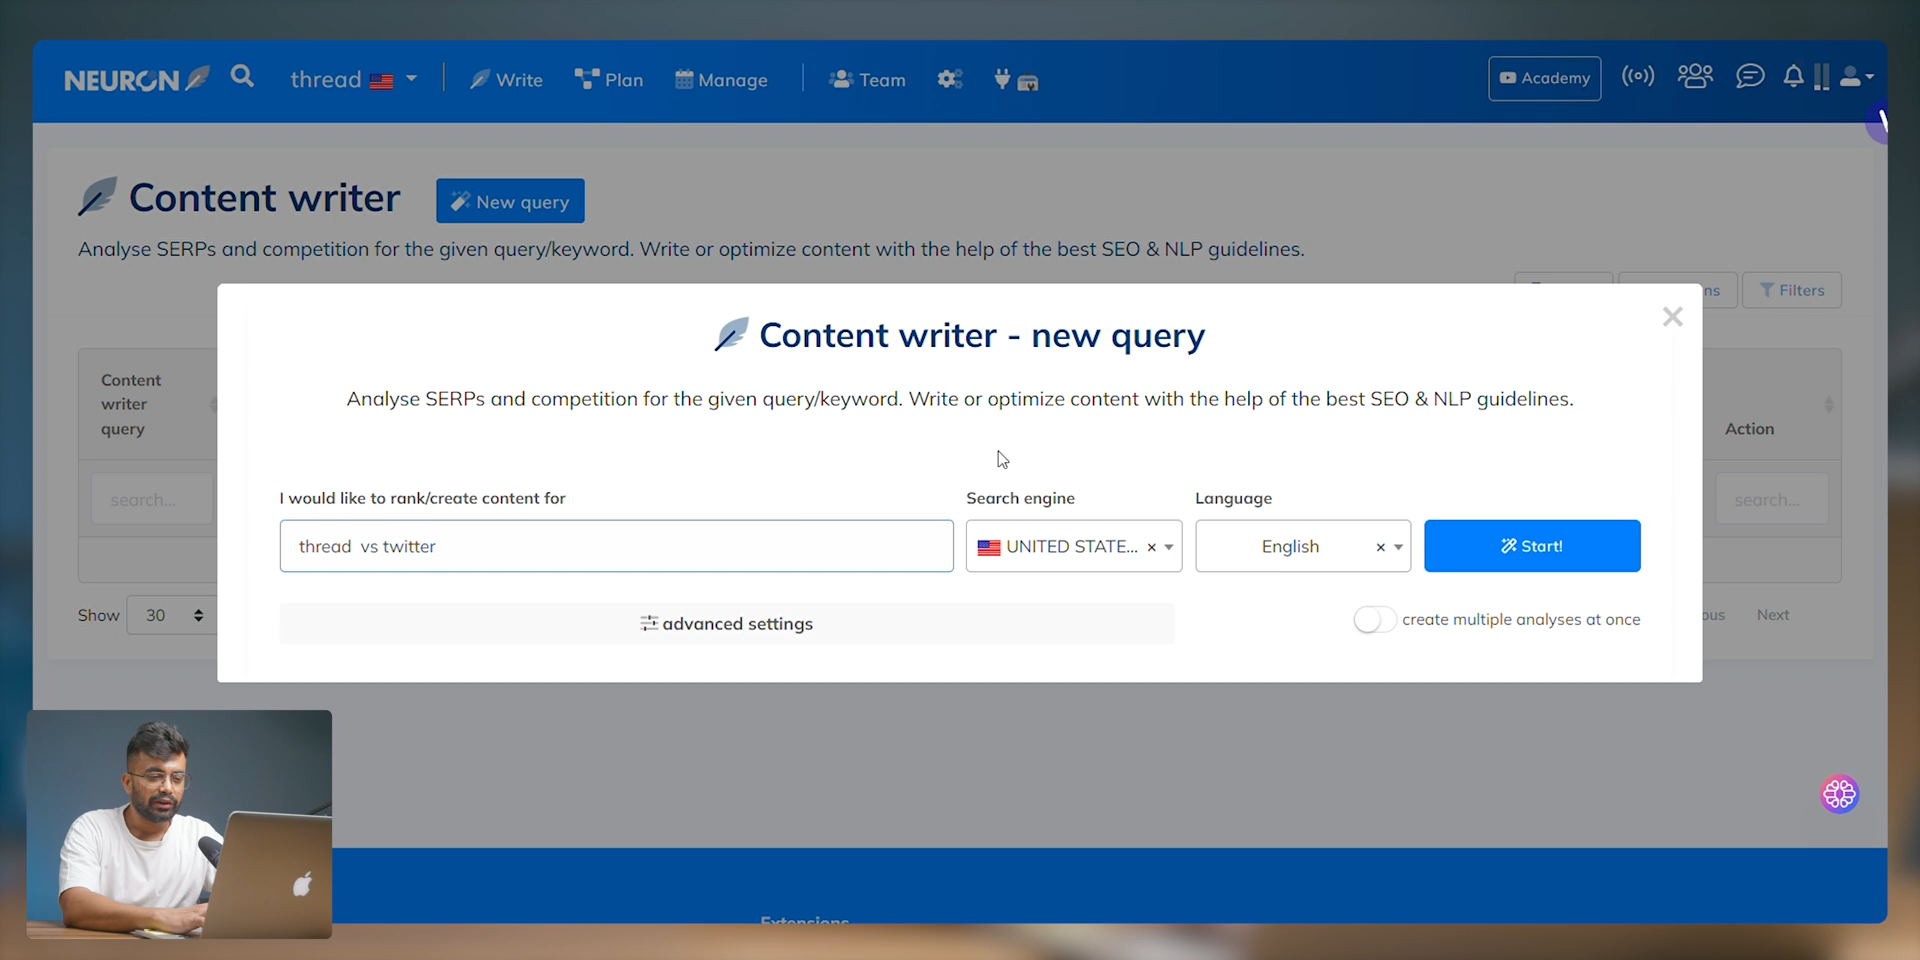 NEURON
thread
Write
Plan
Manage
Team
Academy
Content writer
New query
Analyse SERPs and competition for the given query/keyword. Write or optimize content with the help of the best SEO & NLP guidelines.
ns
Filters
Content writer - new query
Analyse SERPs and competition for the given query/keyword. Write or optimize content with the help of the best SEO & NLP guidelines.
Content
writer
query
Action
search...
search...
I would like to rank/create content for
Search engine
Language
thread vs twitter
UNITED STATE...
English
Start!
Show
30
advanced settings
create multiple analyses at once
ous
Next
Extensions